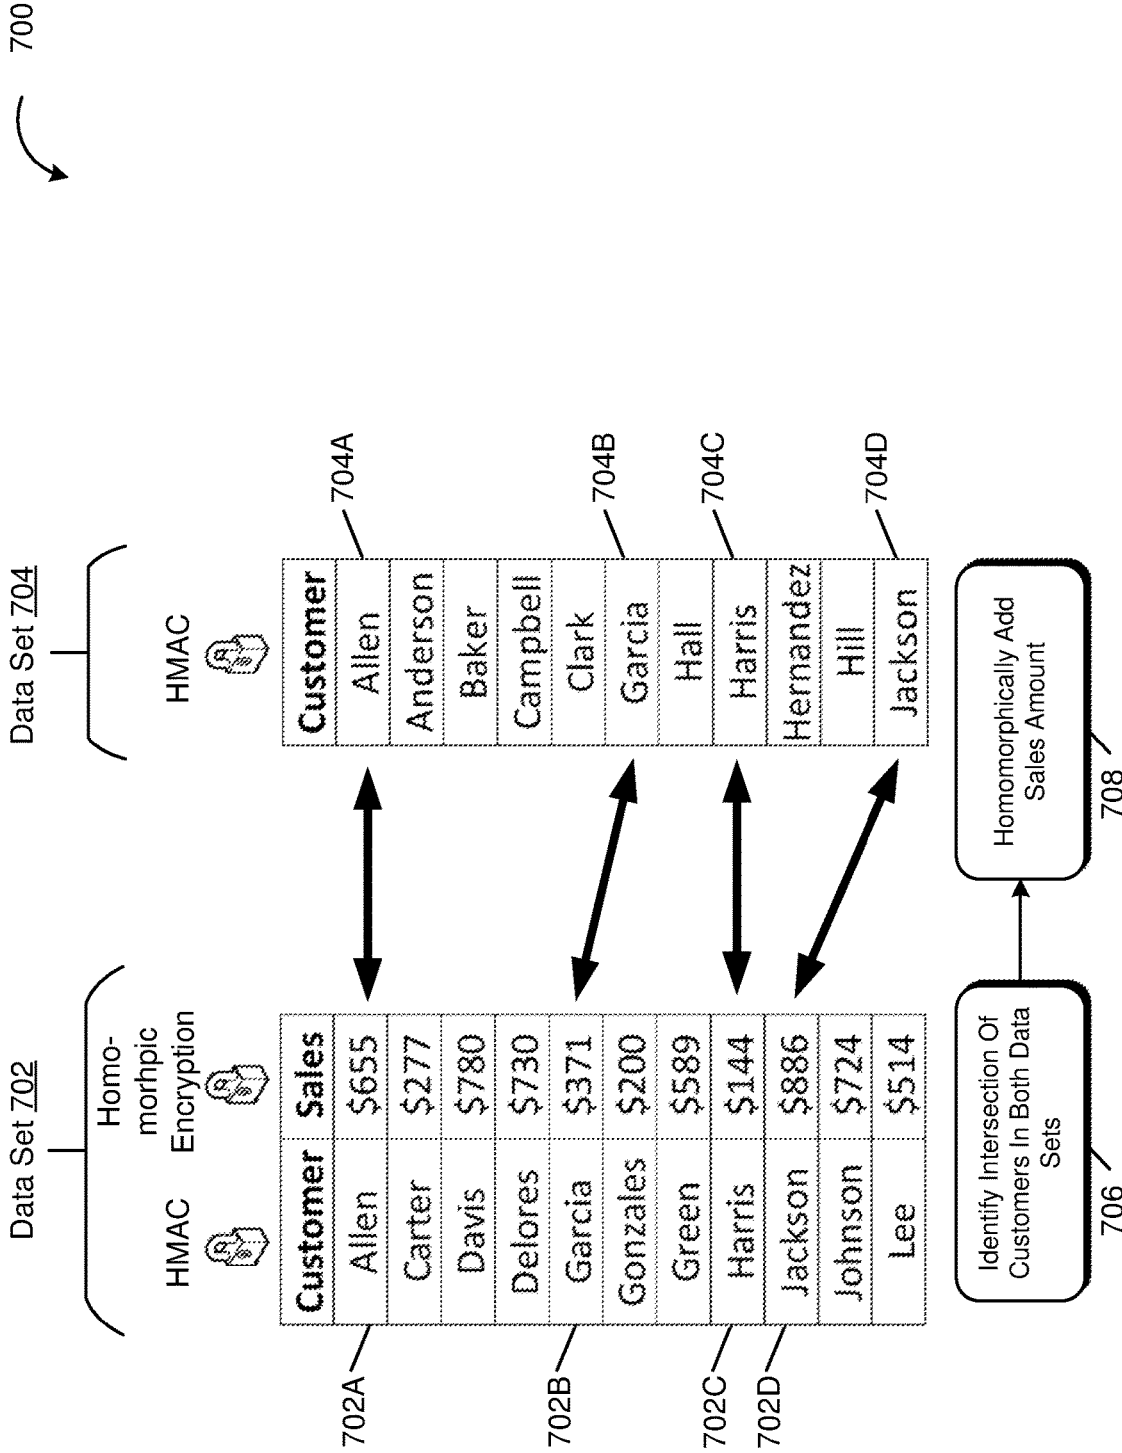 700
Data Set 702
Data Set 704
HMAC
Homo-
morhpic
Encryption
HMAC
Customer Sales
Allen $655
Carter $277
Davis $780
Delores $730
Garcia $371
Gonzales $200
Green $589
Harris $144
Jackson $886
Johnson $724
Lee $514
702A
702B
702C
702D
Customer
Allen
Anderson
Baker
Campbell
Clark
Garcia
Hall
Harris
Hernandez
Hill
Jackson
704A
704B
704C
704D
Identify Intersection Of
Customers In Both Data
Sets
706
Homomorphically Add
Sales Amount
708